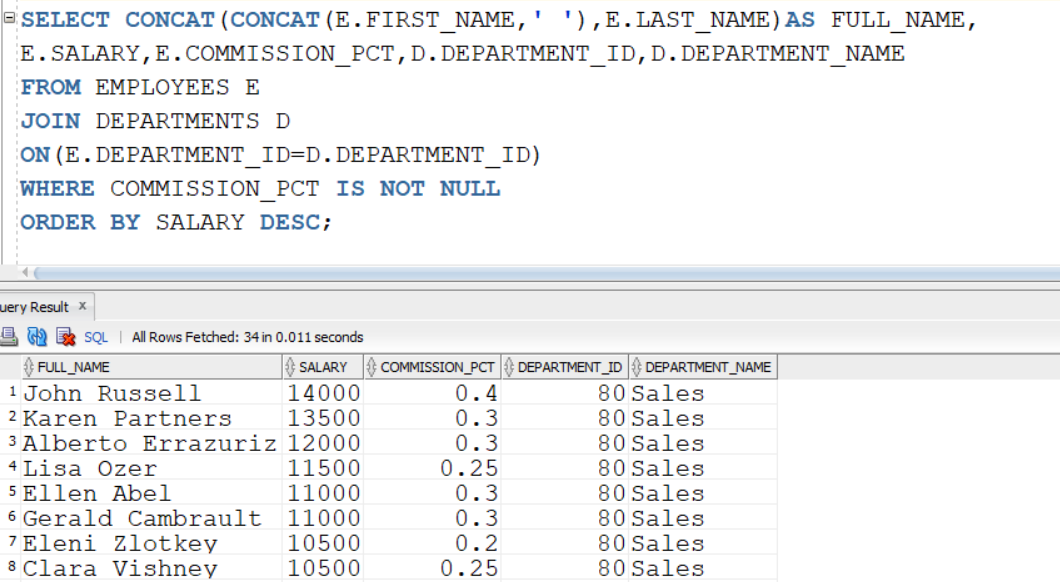 SELECT CONCAT(CONCAT(E.FIRST_NAME,' '),E.LAST_NAME)AS FULL_NAME,
E.SALARY,E.COMMISSION_PCT,D.DEPARTMENT_ID,D.DEPARTMENT_NAME
FROM EMPLOYEES E
JOIN DEPARTMENTS D
ON(E.DEPARTMENT_ID=D.DEPARTMENT_ID)
WHERE COMMISSION_PCT IS NOT NULL
ORDER BY SALARY DESC;
uery Result x
SQL | All Rows Fetched: 34 in 0.011 seconds
FULL_NAME SALARY COMMISSION_PCT DEPARTMENT_ID DEPARTMENT_NAME
1 John Russell 14000 0.4 80 Sales
2 Karen Partners 13500 0.3 80 Sales
3 Alberto Errazuriz 12000 0.3 80 Sales
4 Lisa Ozer 11500 0.25 80 Sales
5 Ellen Abel 11000 0.3 80 Sales
6 Gerald Cambrault 11000 0.3 80 Sales
7 Eleni Zlotkey 10500 0.2 80 Sales
8 Clara Vishney 10500 0.25 80 Sales